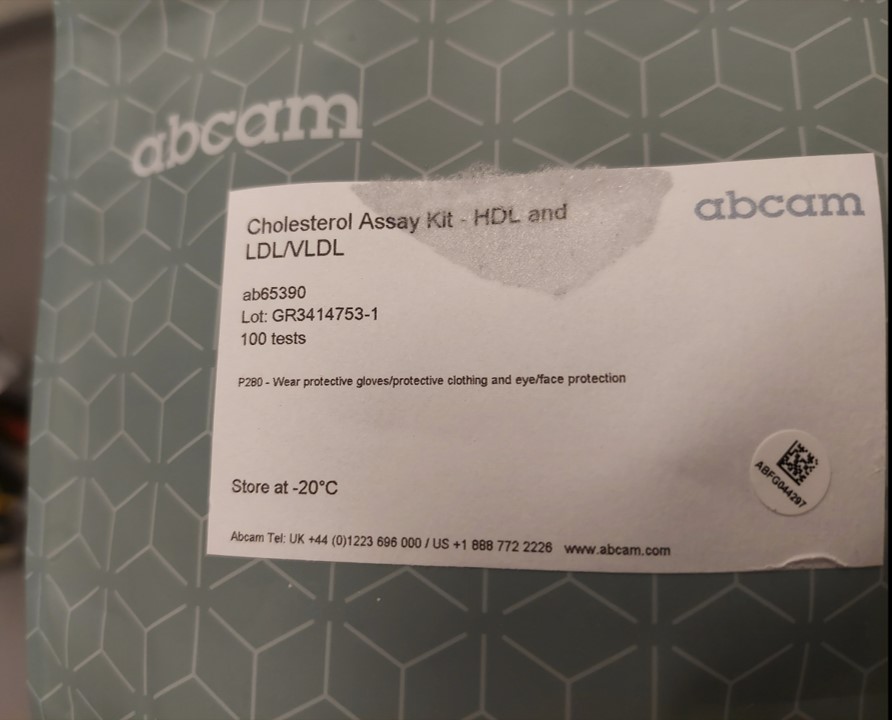 abcam
abcam
Cholesterol Assay Kit - HDL and
LDL/VLDL
ab65390
Lot: GR3414753-1
100 tests
P280 - Wear protective gloves/protective clothing and eye/face protection
Store at -20°C
ABFG044297
Abcam Tel: UK +44 (0)1223 696 000 / US +1 888 772 2226 www.abcam.com